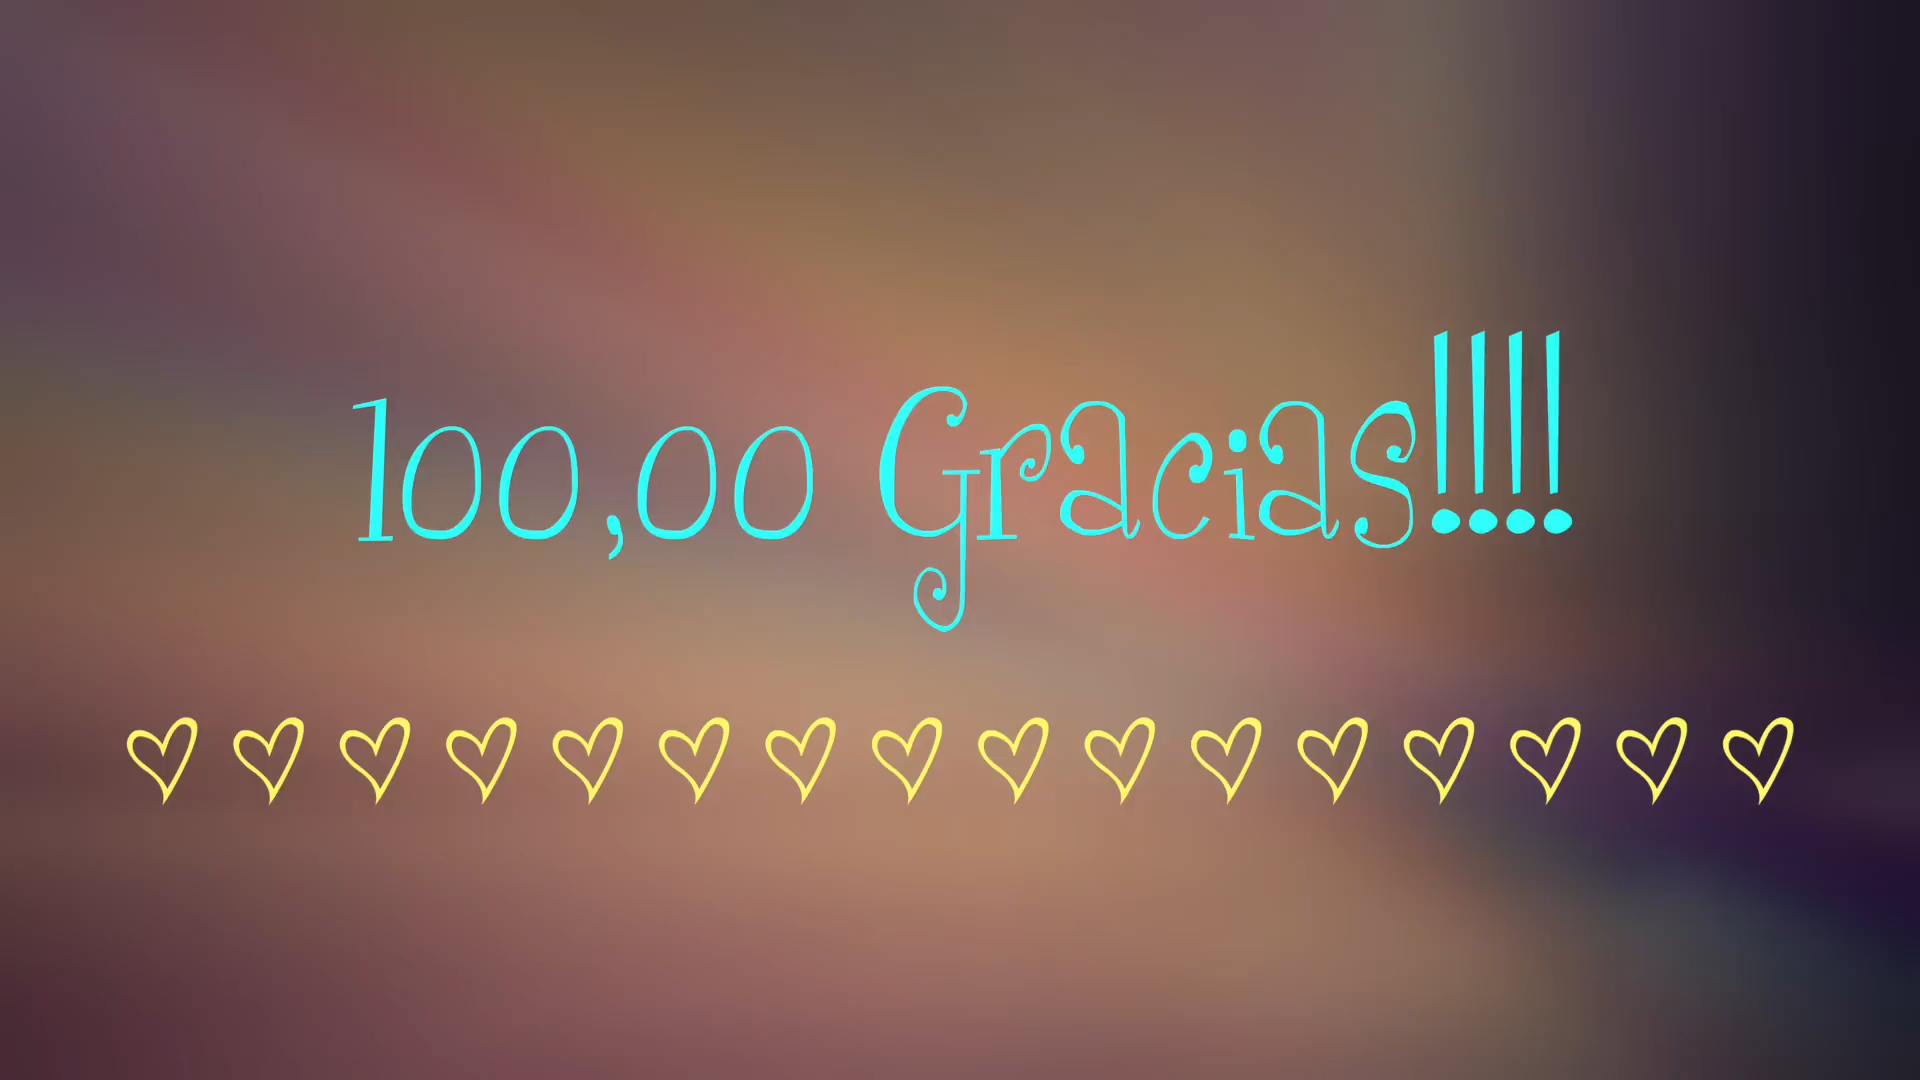 100,00 Gracias!!!!
♡ ♡ ♡ ♡ ♡ ♡ ♡ ♡ ♡ ♡ ♡ ♡ ♡ ♡ ♡ ♡